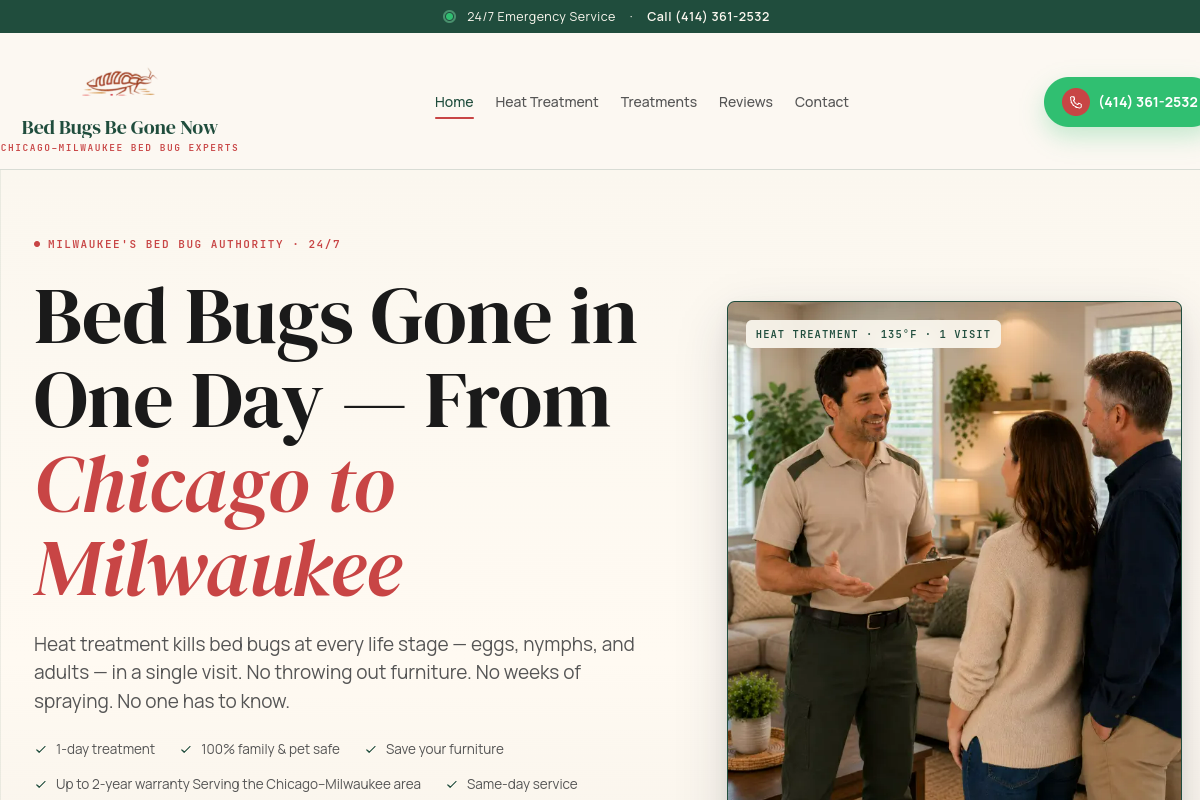 24/7 Emergency Service · Call (414) 361-2532
Bed Bugs Be Gone Now
CHICAGO–MILWAUKEE BED BUG EXPERTS
Home Heat Treatment Treatments Reviews Contact
(414) 361-2532
MILWAUKEE'S BED BUG AUTHORITY · 24/7
Bed Bugs Gone in
One Day — From
Chicago to
Milwaukee
Heat treatment kills bed bugs at every life stage — eggs, nymphs, and
adults — in a single visit. No throwing out furniture. No weeks of
spraying. No one has to know.
1-day treatment 100% family & pet safe Save your furniture
Up to 2-year warranty Serving the Chicago–Milwaukee area Same-day service
HEAT TREATMENT · 135°F · 1 VISIT